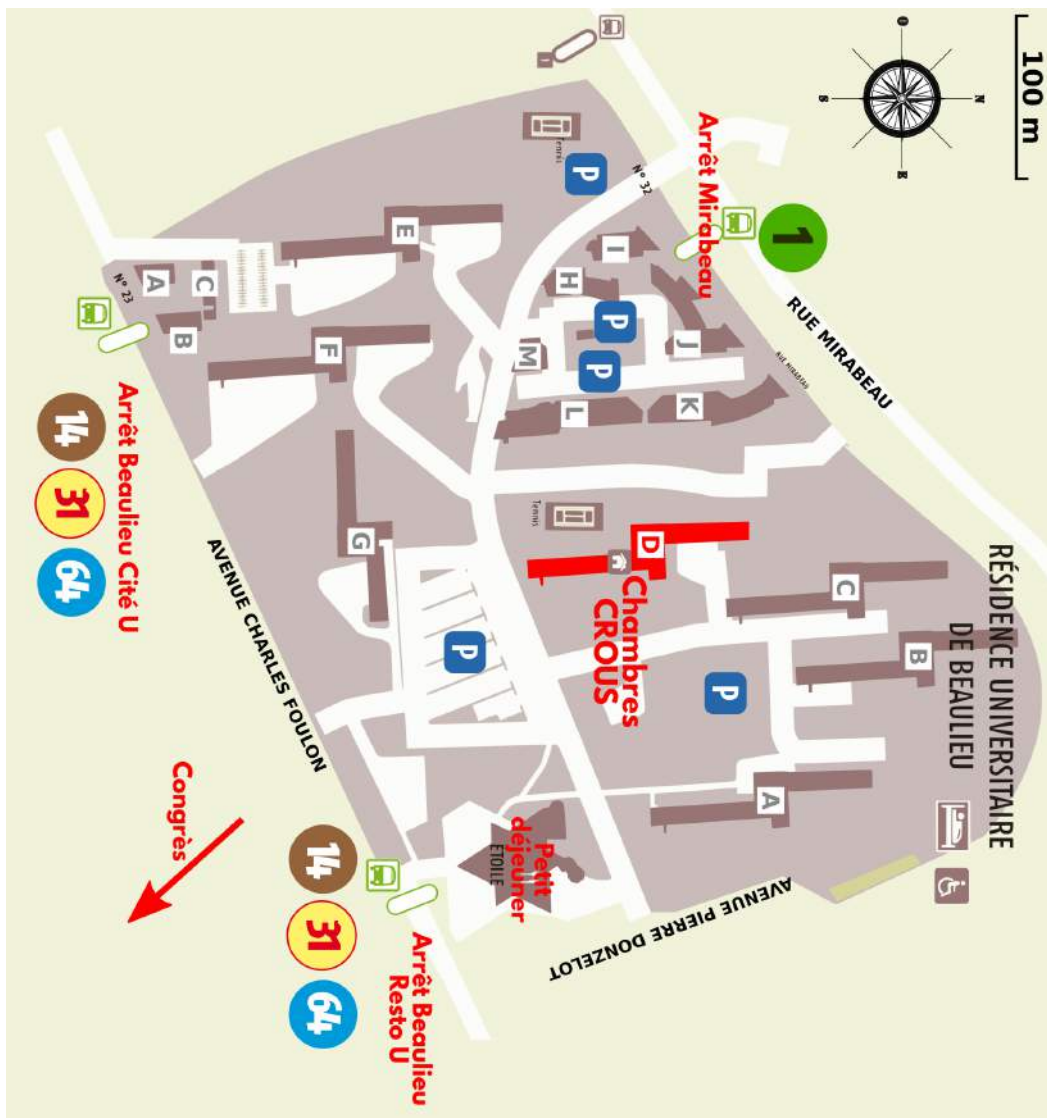 100 m
N
O
E
S
RÉSIDENCE UNIVERSITAIRE
DE BEAULIEU
RUE MIRABEAU
1
Arrêt Mirabeau
RUE MIRABEAU
N° 32
B
C
A
K
J
I
H
L
M
P
P
P
P
P
D
Chambres
CROUS
Tennis
Tennis
AVENUE PIERRE DONZELOT
Petit
déjeuner
ETOILE
E
F
G
C
A
B
N° 23
AVENUE CHARLES FOULON
Arrêt Beaulieu
Resto U
14
31
64
Congrès
Arrêt Beaulieu Cité U
14
31
64